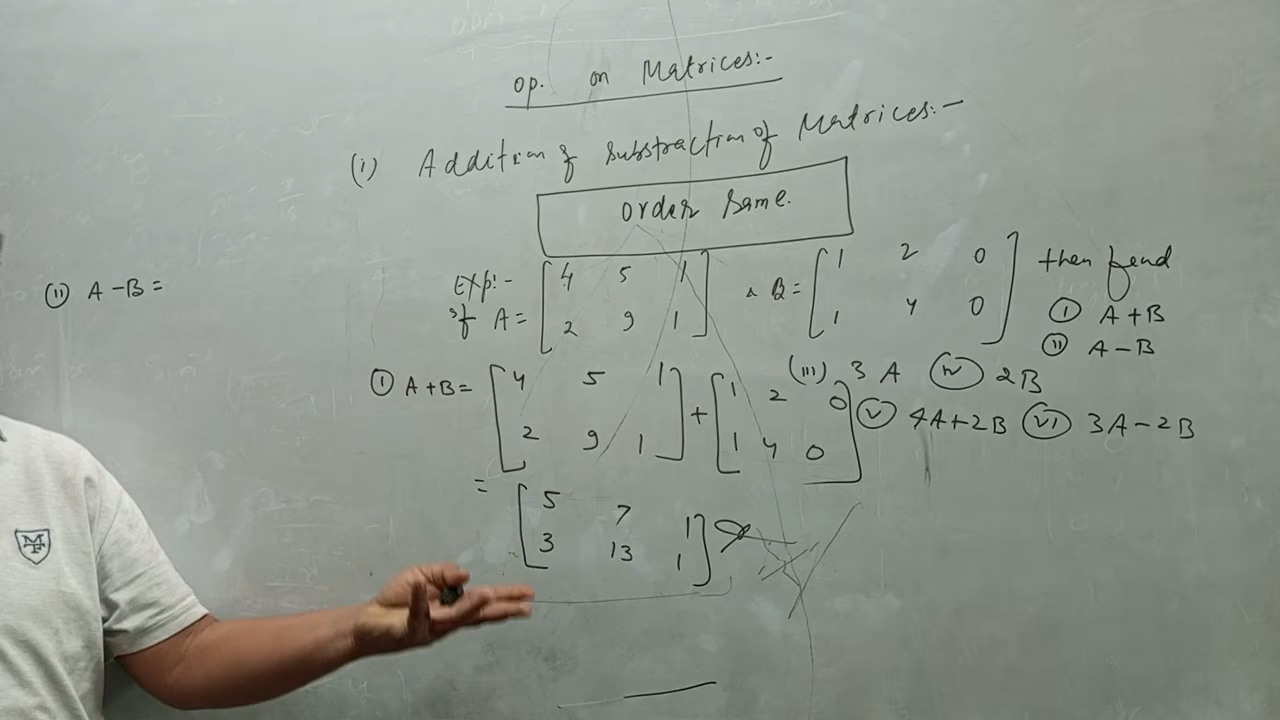 op. on Matrices:-
(i) Addition & Substraction of Matrices:-
Order Same.
Exp:-
If A = [ 4 5 1
2 9 1 ] & B = [ 1 2 0
1 4 0 ] then fend
(i) A+B
(ii) A-B
(iii) 3A (iv) 2B
(v) 4A+2B (vi) 3A-2B
(i) A+B = [ 4 5 1
2 9 1 ] + [ 1 2 0
1 4 0 ]
= [ 5 7 1
3 13 1 ]
(ii) A-B =
MF